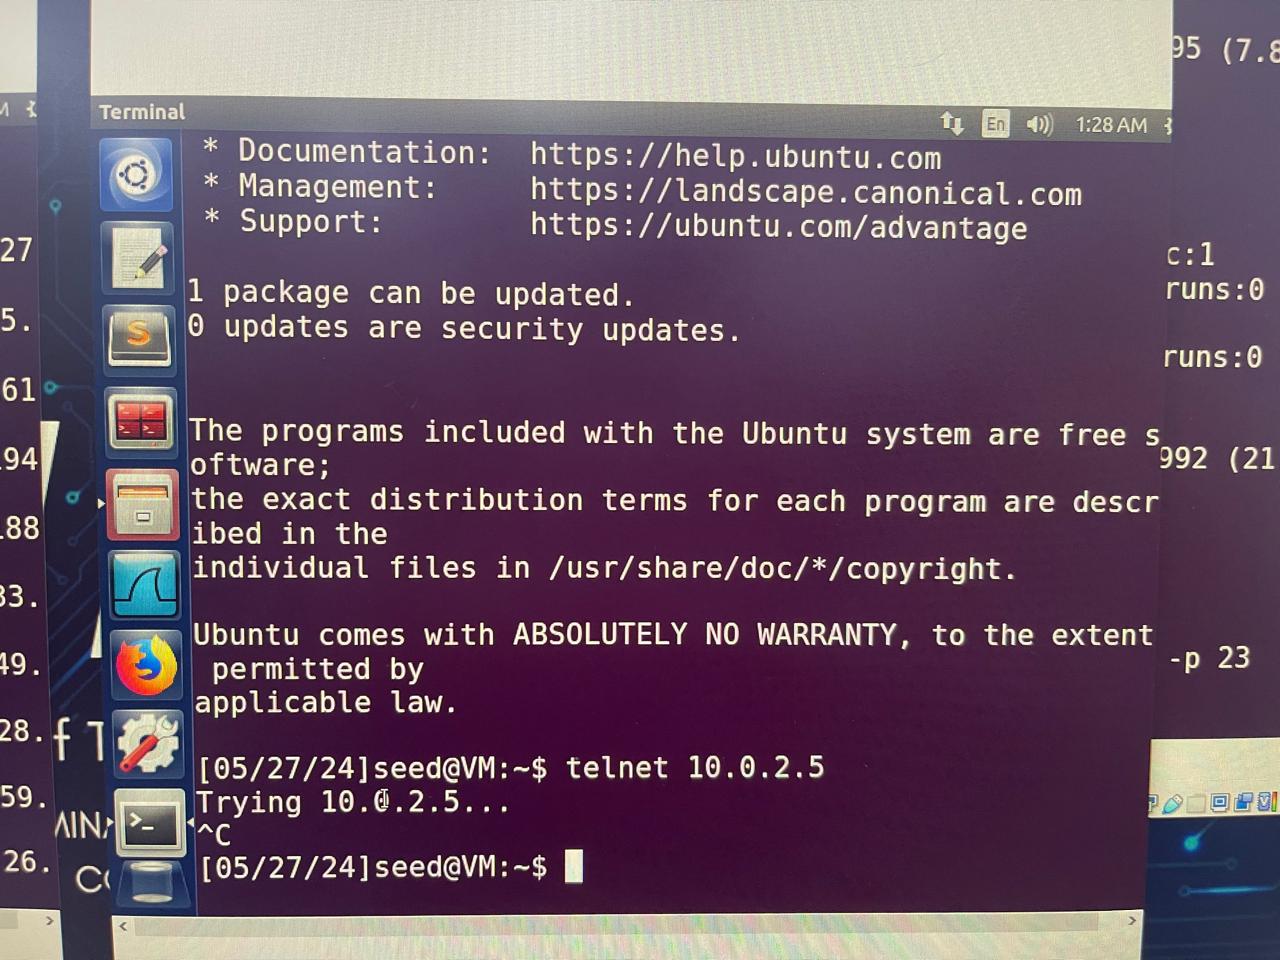 Terminal
En
1:28 AM
* Documentation: https://help.ubuntu.com
* Management: https://landscape.canonical.com
* Support: https://ubuntu.com/advantage
1 package can be updated.
0 updates are security updates.
The programs included with the Ubuntu system are free s
oftware;
the exact distribution terms for each program are descr
ibed in the
individual files in /usr/share/doc/*/copyright.
Ubuntu comes with ABSOLUTELY NO WARRANTY, to the extent
permitted by
applicable law.
[05/27/24]seed@VM:~$ telnet 10.0.2.5
Trying 10.0.2.5...
^C
[05/27/24]seed@VM:~$
95 (7.8
c:1
runs:0
runs:0
992 (21
-p 23
27
5.
61
194
188
33.
49.
28.
59.
26.
f T